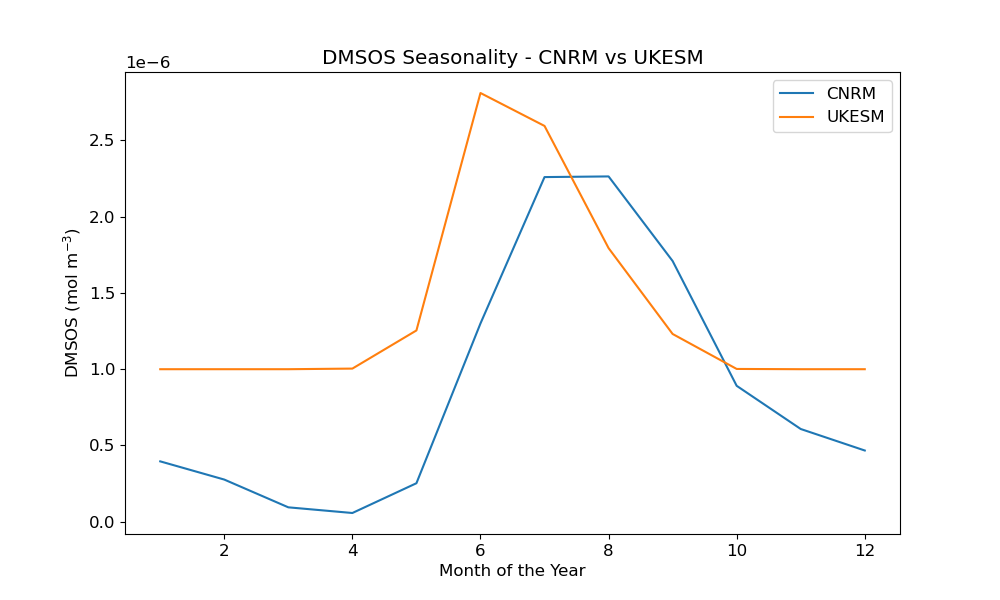 DMSOS Seasonality - CNRM vs UKESM
1e−6
CNRM
UKESM
2.5
2.0
1.5
1.0
0.5
0.0
DMSOS (mol m⁻³)
2 4 6 8 10 12
Month of the Year